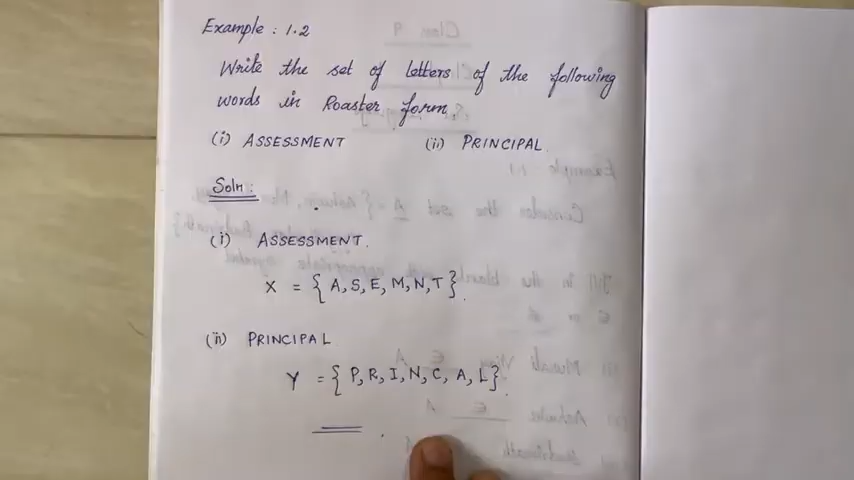 Example : 1.2
Write the set of letters of the following
words in Roaster form
(i) ASSESSMENT (ii) PRINCIPAL.
Soln :
(i) ASSESSMENT.
X = { A, S, E, M, N, T }.
(ii) PRINCIPAL.
Y = { P, R, I, N, C, A, L }.